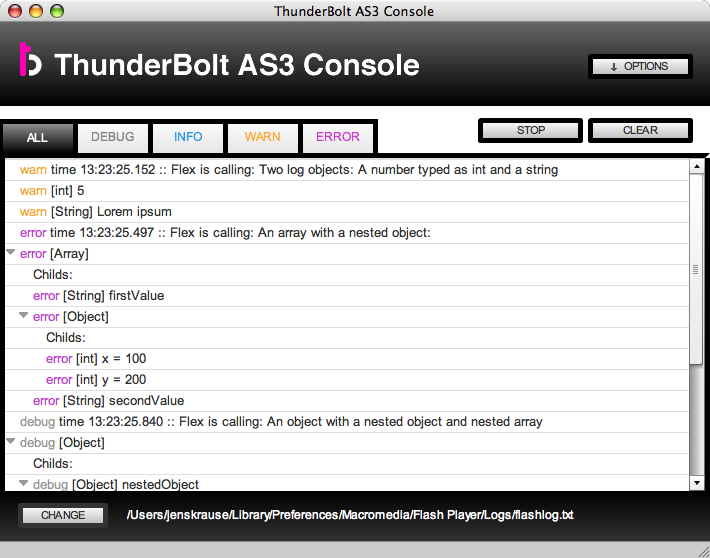 ThunderBolt AS3 Console
tb ThunderBolt AS3 Console
↓ OPTIONS
ALL DEBUG INFO WARN ERROR STOP CLEAR
warn time 13:23:25.152 :: Flex is calling: Two log objects: A number typed as int and a string
warn [int] 5
warn [String] Lorem ipsum
error time 13:23:25.497 :: Flex is calling: An array with a nested object:
error [Array]
Childs:
error [String] firstValue
error [Object]
Childs:
error [int] x = 100
error [int] y = 200
error [String] secondValue
debug time 13:23:25.840 :: Flex is calling: An object with a nested object and nested array
debug [Object]
Childs:
debug [Object] nestedObject
CHANGE /Users/jenskrause/Library/Preferences/Macromedia/Flash Player/Logs/flashlog.txt